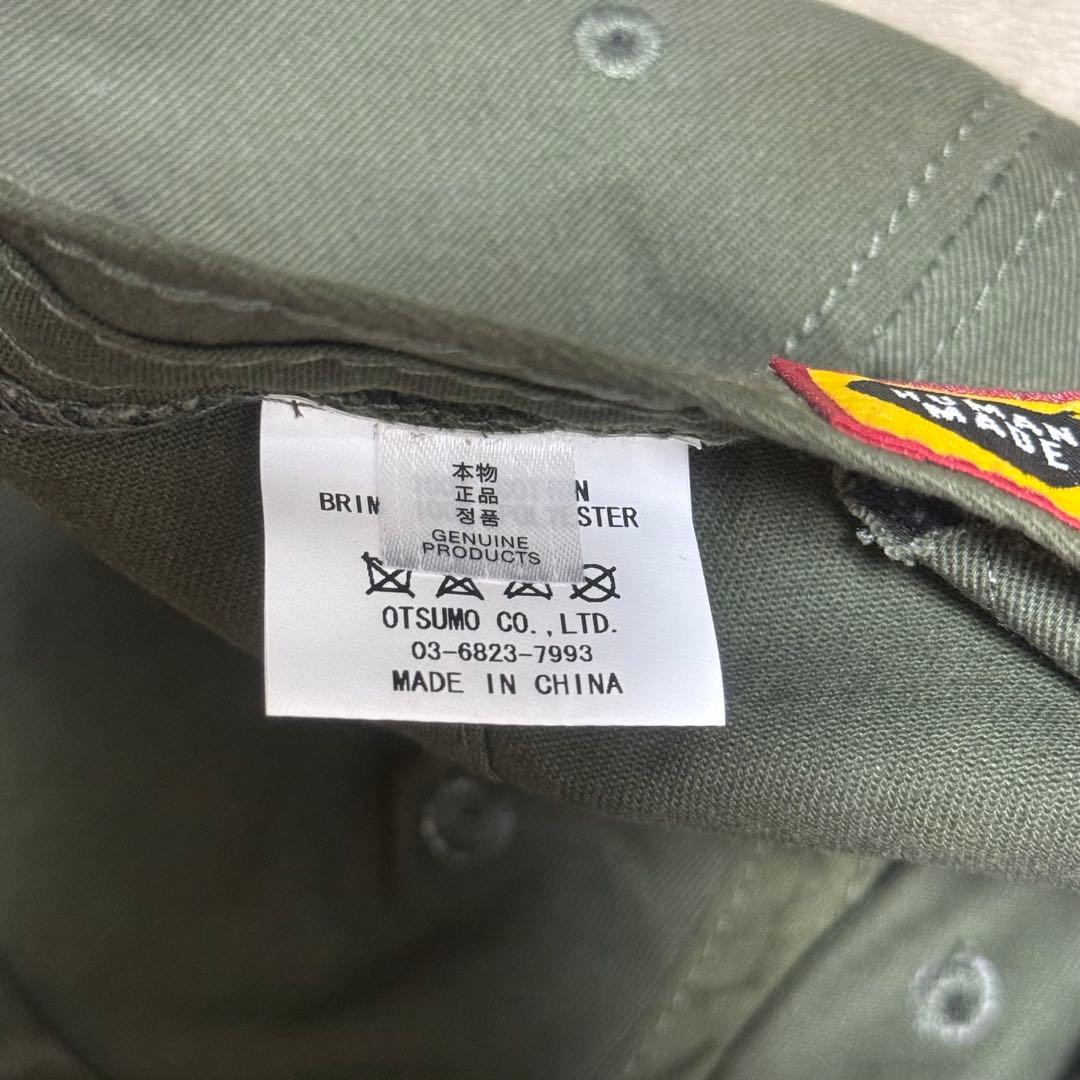 本物
正品
정품
GENUINE
PRODUCTS
N
BRIM STER
OTSUMO CO.,LTD.
03-6823-7993
MADE IN CHINA
HUMAN
MADE